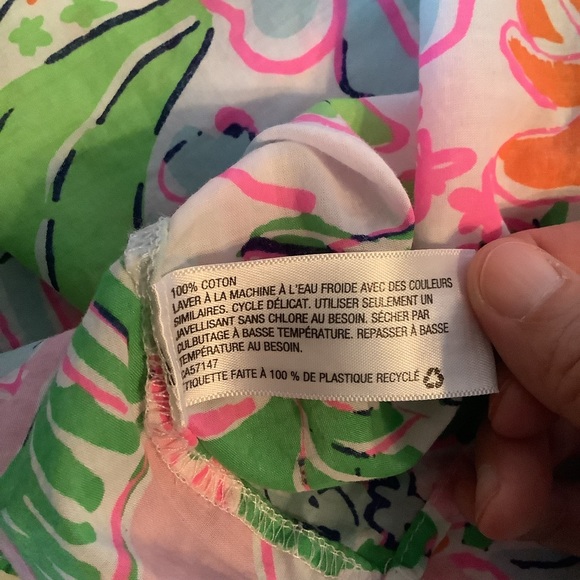 100% COTON
LAVER À LA MACHINE À L'EAU FROIDE AVEC DES COULEURS
SIMILAIRES. CYCLE DÉLICAT. UTILISER SEULEMENT UN
JAVELLISANT SANS CHLORE AU BESOIN. SÉCHER PAR
CULBUTAGE À BASSE TEMPÉRATURE. REPASSER À BASSE
TEMPÉRATURE AU BESOIN.
CA57147
ETIQUETTE FAITE À 100 % DE PLASTIQUE RECYCLÉ